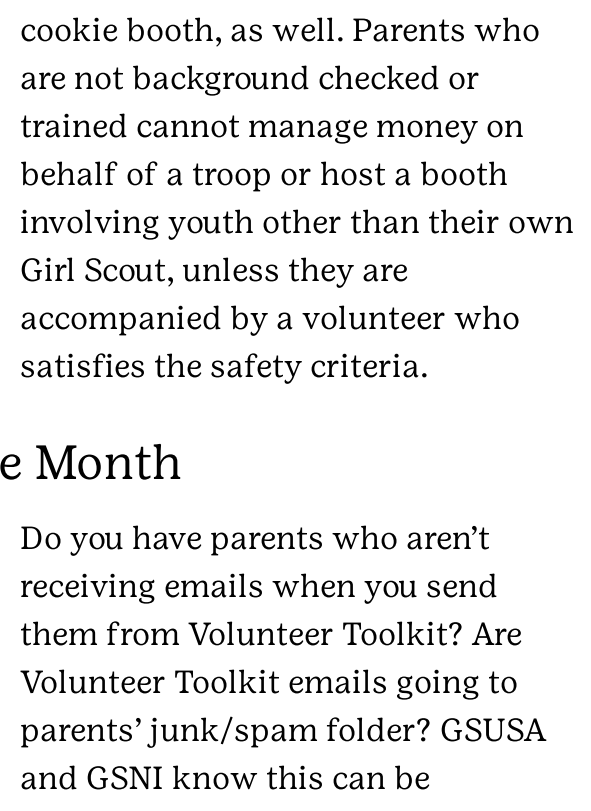 cookie booth, as well. Parents who
are not background checked or
trained cannot manage money on
behalf of a troop or host a booth
involving youth other than their own
Girl Scout, unless they are
accompanied by a volunteer who
satisfies the safety criteria.
e Month
Do you have parents who aren’t
receiving emails when you send
them from Volunteer Toolkit? Are
Volunteer Toolkit emails going to
parents’ junk/spam folder? GSUSA
and GSNI know this can be